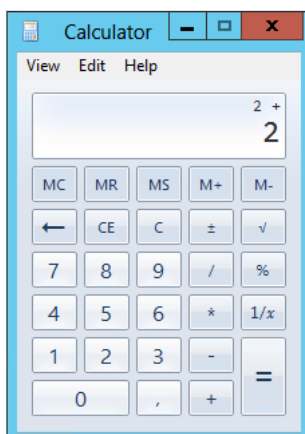 Calculator
View Edit Help
2 +
2
MC MR MS M+ M-
← CE C ± √
7 8 9 / %
4 5 6 * 1/x
1 2 3 - =
0 , +